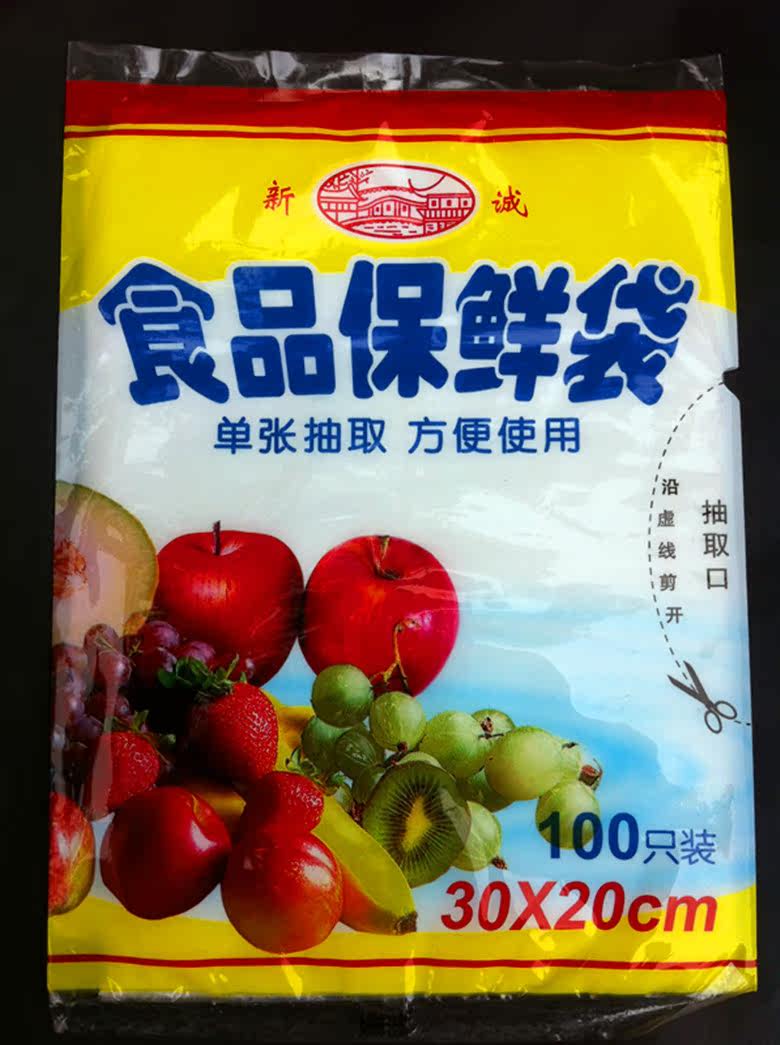 新 诚
食品保鲜袋
单张抽取 方便使用
抽取口
沿虚线剪开
100只装
30X20cm